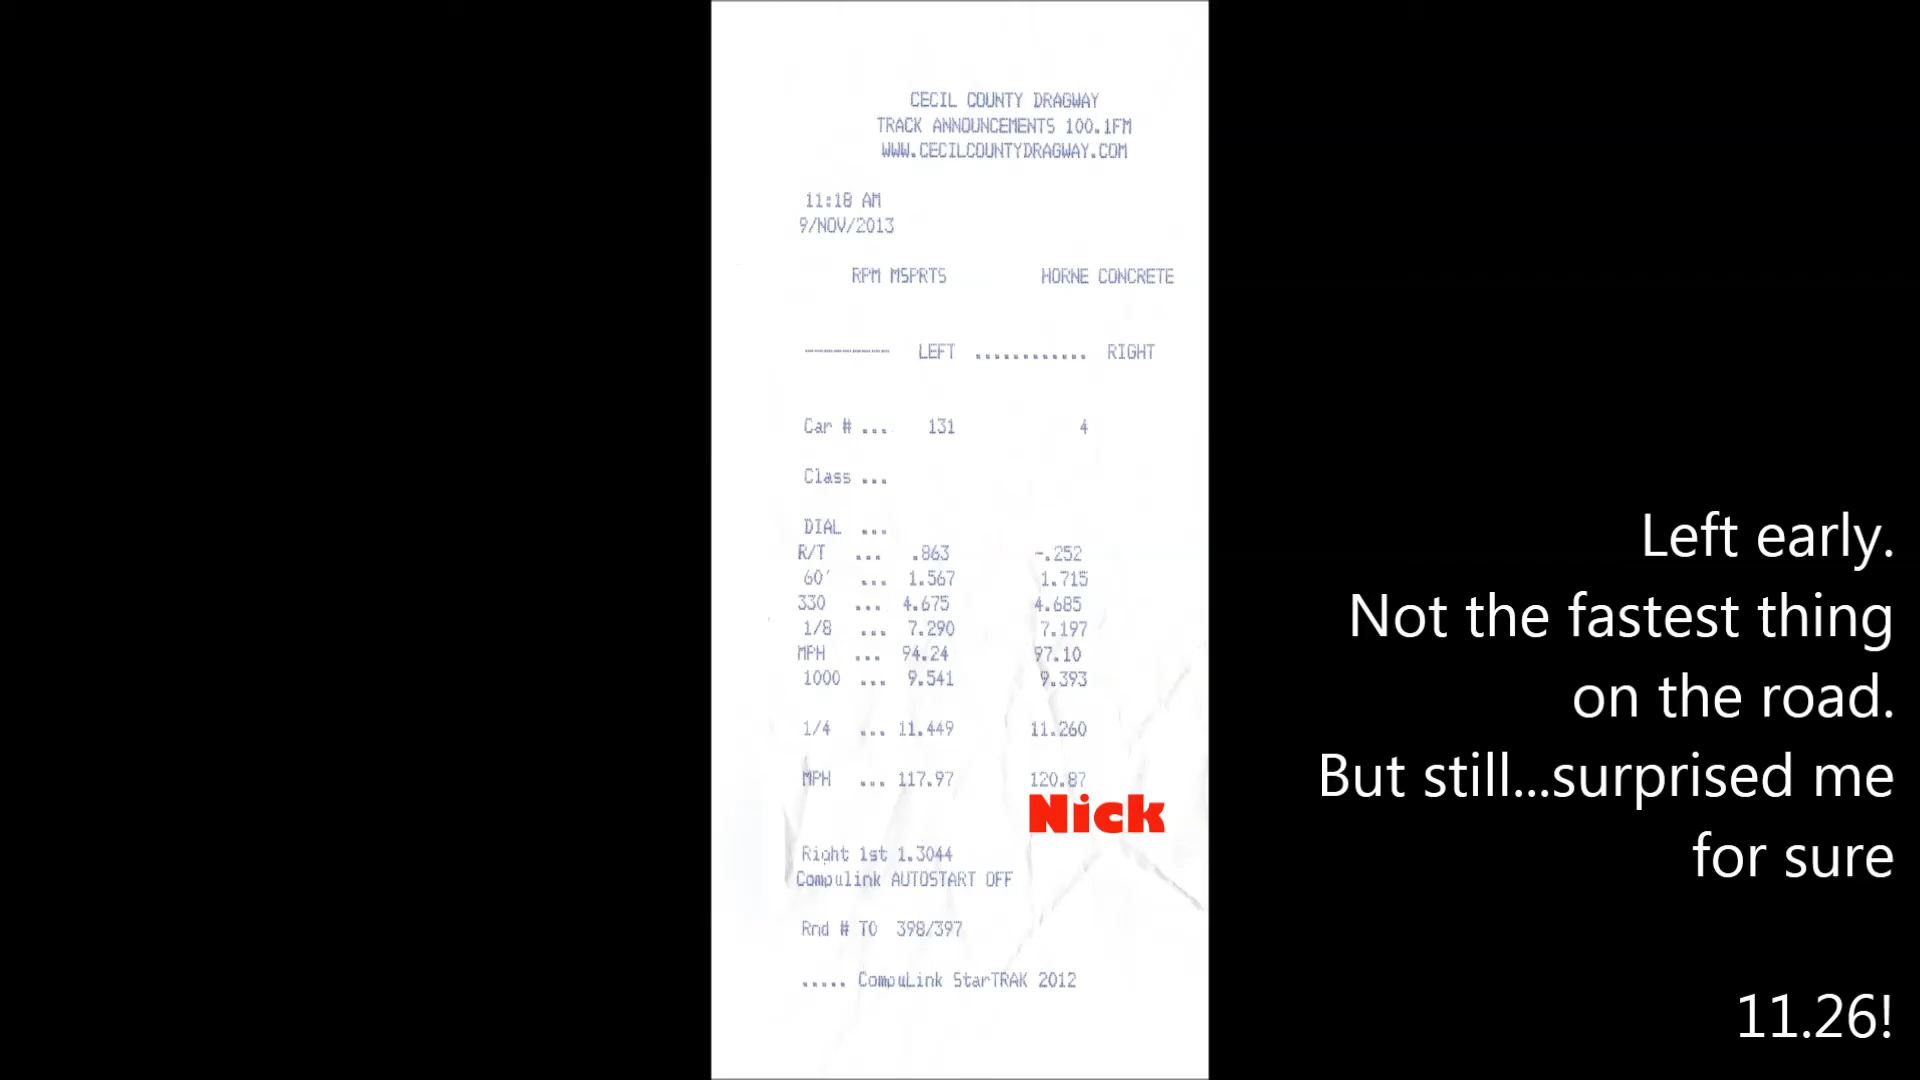 CECIL COUNTY DRAGWAY
TRACK ANNOUNCEMENTS 100.1FM
WWW.CECILCOUNTYDRAGWAY.COM
11:18 AM
9/NOV/2013
RPM MSPRTS HORNE CONCRETE
---------- LEFT ............ RIGHT
Car # ... 131 4
Class ...
DIAL ...
R/T ... .863 -.252
60' ... 1.567 1.715
330 ... 4.675 4.685
1/8 ... 7.290 7.197
MPH ... 94.24 97.10
1000 ... 9.541 9.393
1/4 ... 11.449 11.260
MPH ... 117.97 120.87
Nick
Right 1st 1.3044
Compulink AUTOSTART OFF
Rnd # TO 398/397
..... CompuLink StarTRAK 2012
Left early.
Not the fastest thing
on the road.
But still...surprised me
for sure
11.26!